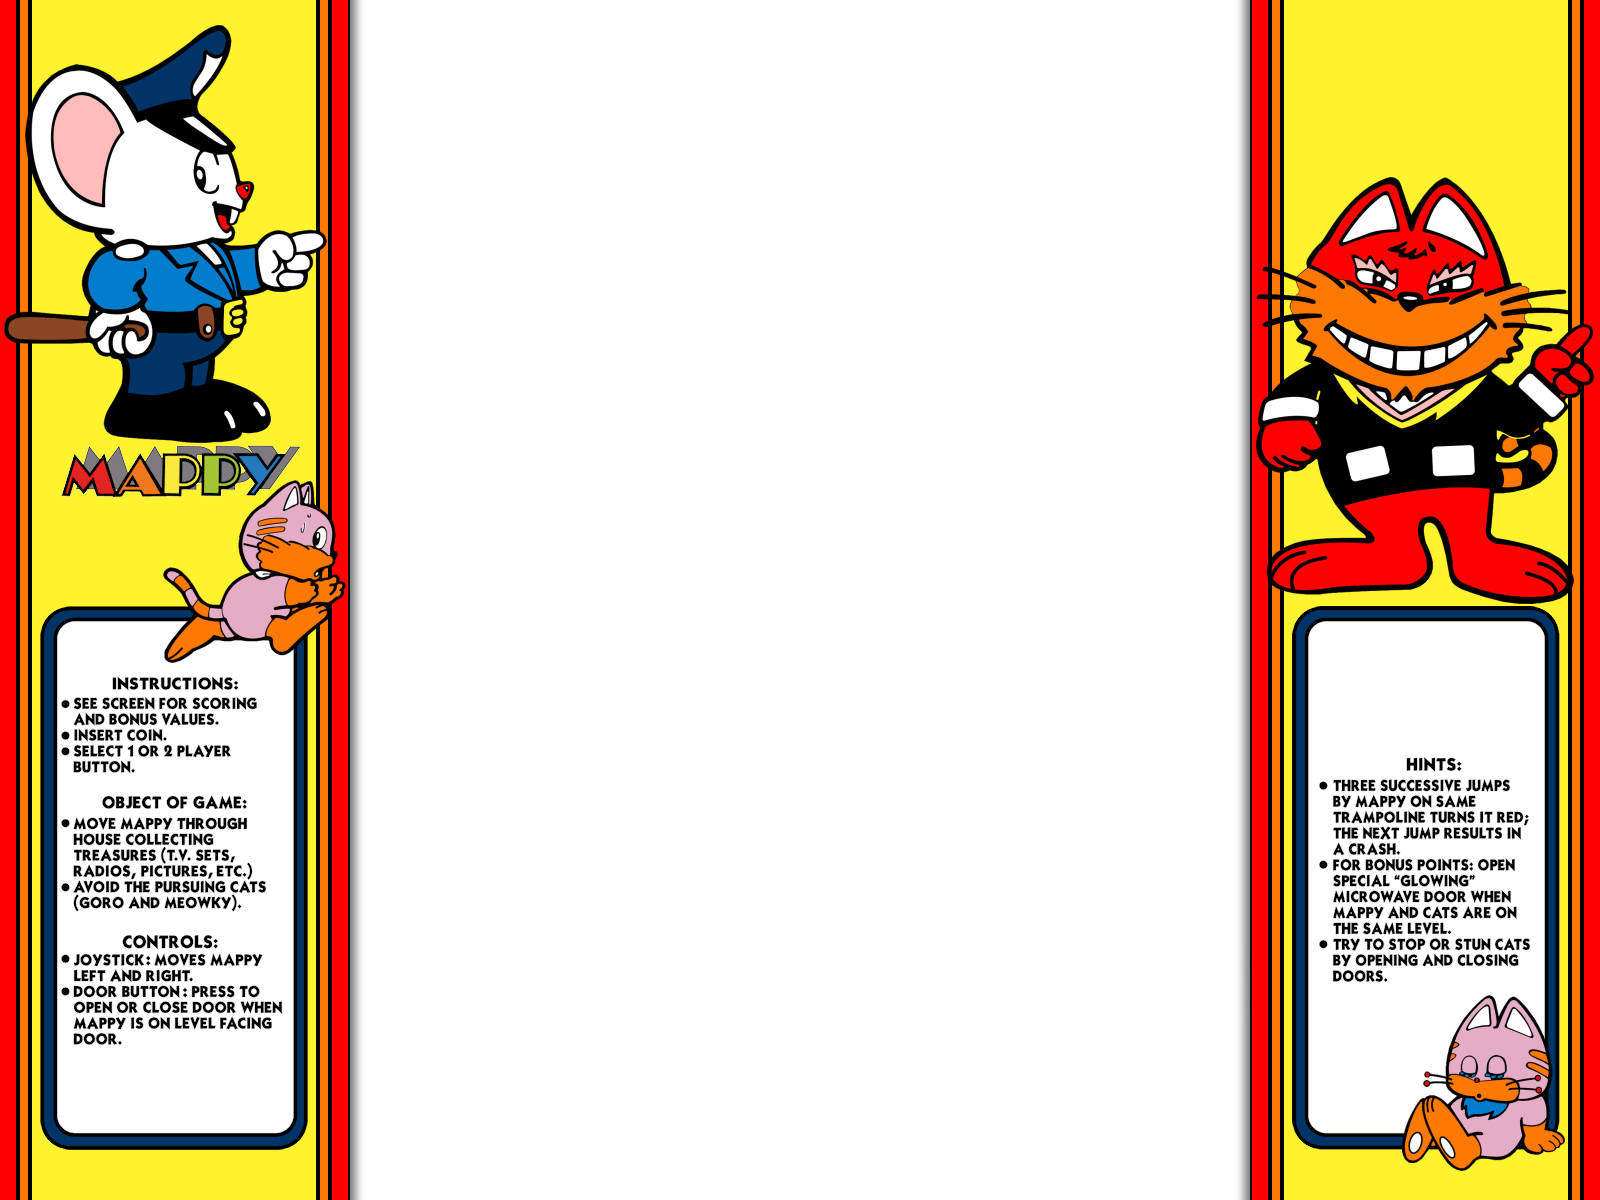 MAPPY
INSTRUCTIONS:
• SEE SCREEN FOR SCORING
AND BONUS VALUES.
• INSERT COIN.
• SELECT 1 OR 2 PLAYER
BUTTON.
OBJECT OF GAME:
• MOVE MAPPY THROUGH
HOUSE COLLECTING
TREASURES (T.V. SETS,
RADIOS, PICTURES, ETC.)
• AVOID THE PURSUING CATS
(GORO AND MEOWKY).
CONTROLS:
• JOYSTICK: MOVES MAPPY
LEFT AND RIGHT.
• DOOR BUTTON: PRESS TO
OPEN OR CLOSE DOOR WHEN
MAPPY IS ON LEVEL FACING
DOOR.
HINTS:
• THREE SUCCESSIVE JUMPS
BY MAPPY ON SAME
TRAMPOLINE TURNS IT RED;
THE NEXT JUMP RESULTS IN
A CRASH.
• FOR BONUS POINTS: OPEN
SPECIAL "GLOWING"
MICROWAVE DOOR WHEN
MAPPY AND CATS ARE ON
THE SAME LEVEL.
• TRY TO STOP OR STUN CATS
BY OPENING AND CLOSING
DOORS.